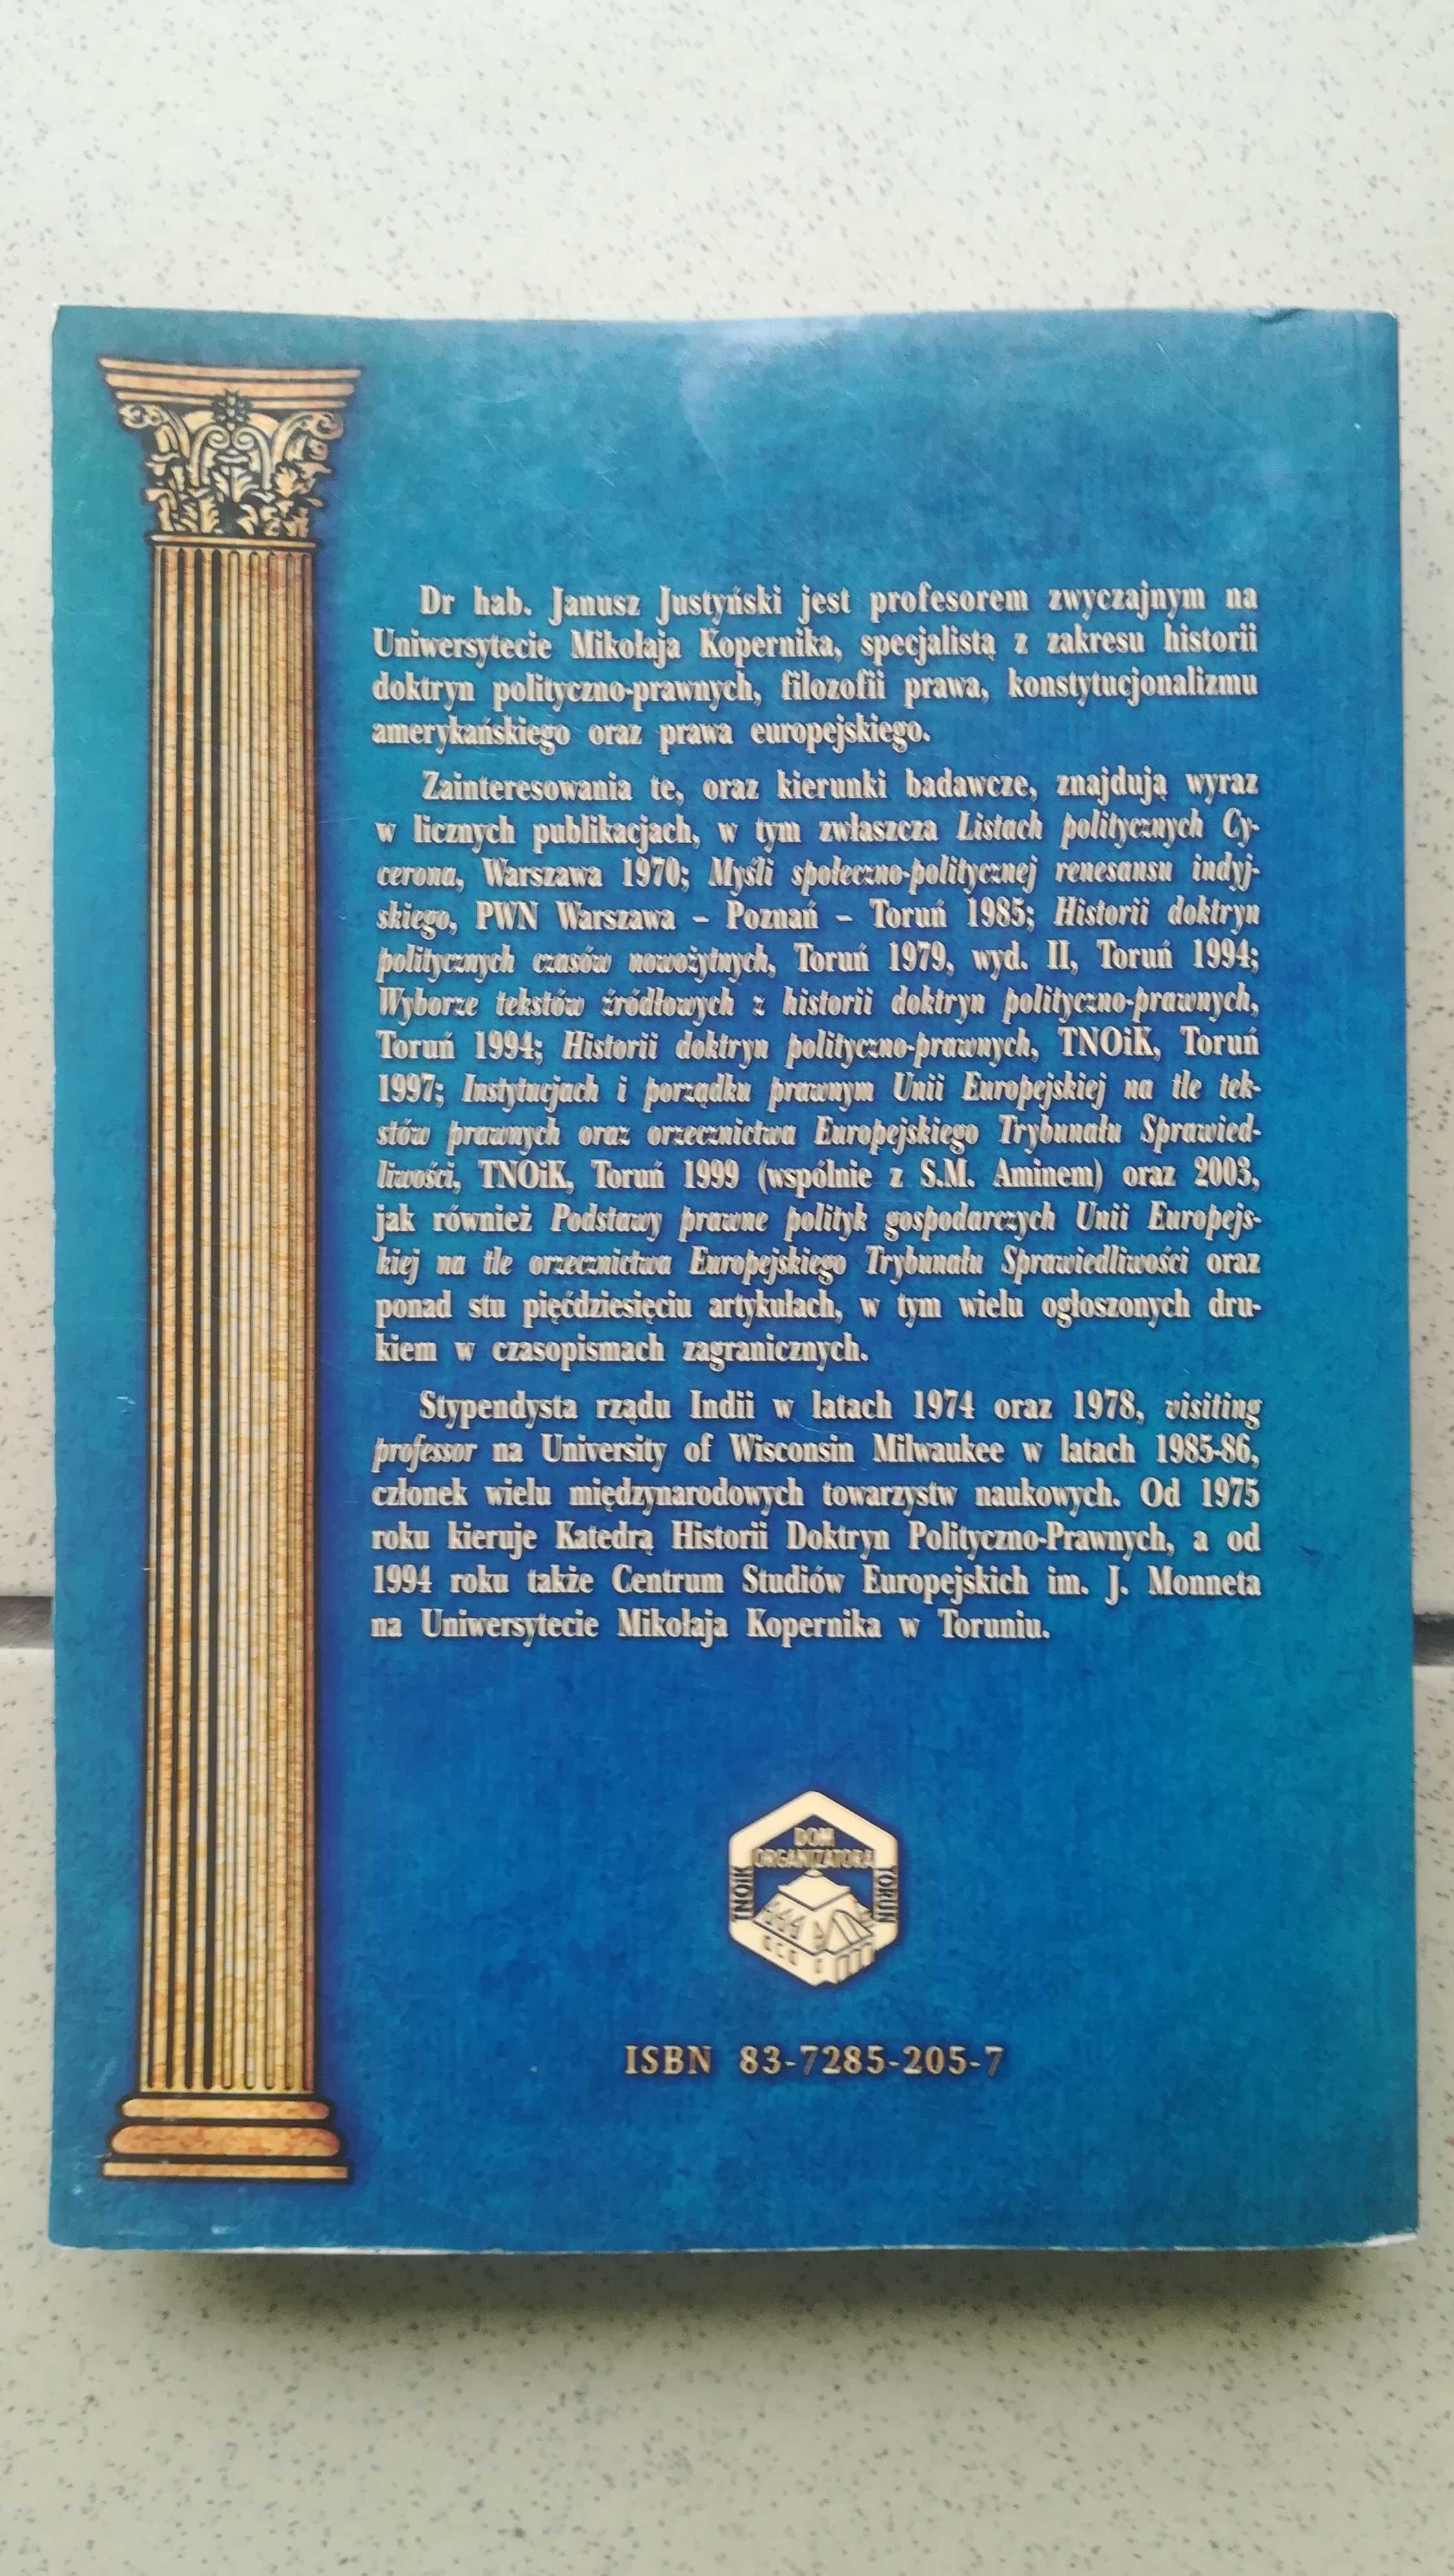 Dr hab. Janusz Justyński jest profesorem zwyczajnym na
Uniwersytecie Mikołaja Kopernika, specjalistą z zakresu historii
doktryn polityczno-prawnych, filozofii prawa, konstytucjonalizmu
amerykańskiego oraz prawa europejskiego.
Zainteresowania te, oraz kierunki badawcze, znajdują wyraz
w licznych publikacjach, w tym zwłaszcza Listach politycznych Cy-
cerona, Warszawa 1970; Myśli społeczno-politycznej renesansu indyj-
skiego, PWN Warszawa – Poznań – Toruń 1985; Historii doktryn
politycznych czasów nowożytnych, Toruń 1979, wyd. II, Toruń 1994;
Wyborze tekstów źródłowych z historii doktryn polityczno-prawnych,
Toruń 1994; Historii doktryn polityczno-prawnych, TNOiK, Toruń
1997; Instytucjach i porządku prawnym Unii Europejskiej na tle tek-
stów prawnych oraz orzecznictwa Europejskiego Trybunału Sprawied-
liwości, TNOiK, Toruń 1999 (wspólnie z S.M. Aminem) oraz 2003,
jak również Podstawy prawne polityk gospodarczych Unii Europejs-
kiej na tle orzecznictwa Europejskiego Trybunału Sprawiedliwości oraz
ponad stu pięćdziesięciu artykułach, w tym wielu ogłoszonych dru-
kiem w czasopismach zagranicznych.
Stypendysta rządu Indii w latach 1974 oraz 1978, visiting
professor na University of Wisconsin Milwaukee w latach 1985-86,
członek wielu międzynarodowych towarzystw naukowych. Od 1975
roku kieruje Katedrą Historii Doktryn Polityczno-Prawnych, a od
1994 roku także Centrum Studiów Europejskich im. J. Monneta
na Uniwersytecie Mikołaja Kopernika w Toruniu.
DOM
ORGANIZATORA
TNOIK
TORUŃ
ISBN 83-7285-205-7